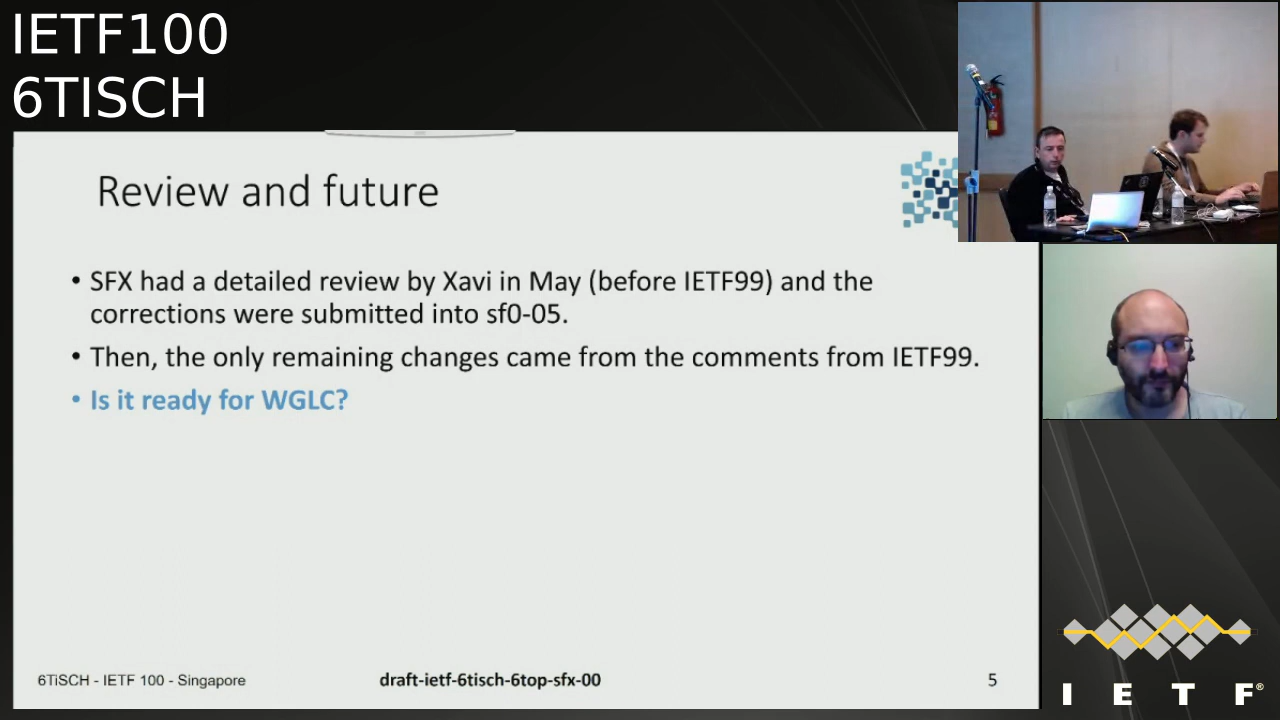 IETF100
6TISCH
Review and future
• SFX had a detailed review by Xavi in May (before IETF99) and the
corrections were submitted into sf0-05.
• Then, the only remaining changes came from the comments from IETF99.
• Is it ready for WGLC?
6TiSCH - IETF 100 - Singapore
draft-ietf-6tisch-6top-sfx-00
5
I E T F®